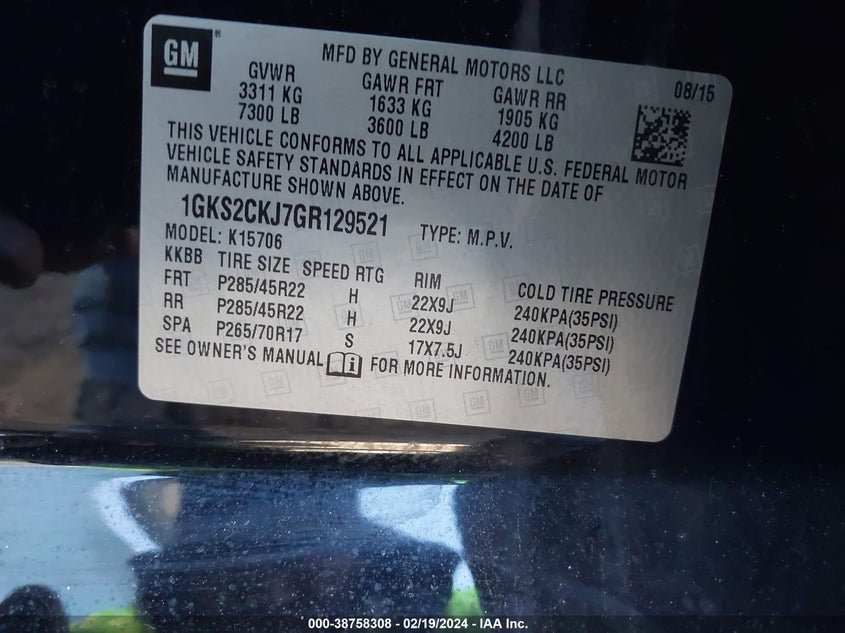 GM
MFD BY GENERAL MOTORS LLC
08/15
GVWR GAWR FRT GAWR RR
3311 KG 1633 KG 1905 KG
7300 LB 3600 LB 4200 LB
THIS VEHICLE CONFORMS TO ALL APPLICABLE U.S. FEDERAL MOTOR
VEHICLE SAFETY STANDARDS IN EFFECT ON THE DATE OF
MANUFACTURE SHOWN ABOVE.
1GKS2CKJ7GR129521 TYPE: M.P.V.
MODEL: K15706
KKBB TIRE SIZE SPEED RTG RIM COLD TIRE PRESSURE
FRT P285/45R22 H 22X9J 240KPA(35PSI)
RR P285/45R22 H 22X9J 240KPA(35PSI)
SPA P265/70R17 S 17X7.5J 240KPA(35PSI)
SEE OWNER'S MANUAL FOR MORE INFORMATION.
000-38758308 - 02/19/2024 - IAA Inc.